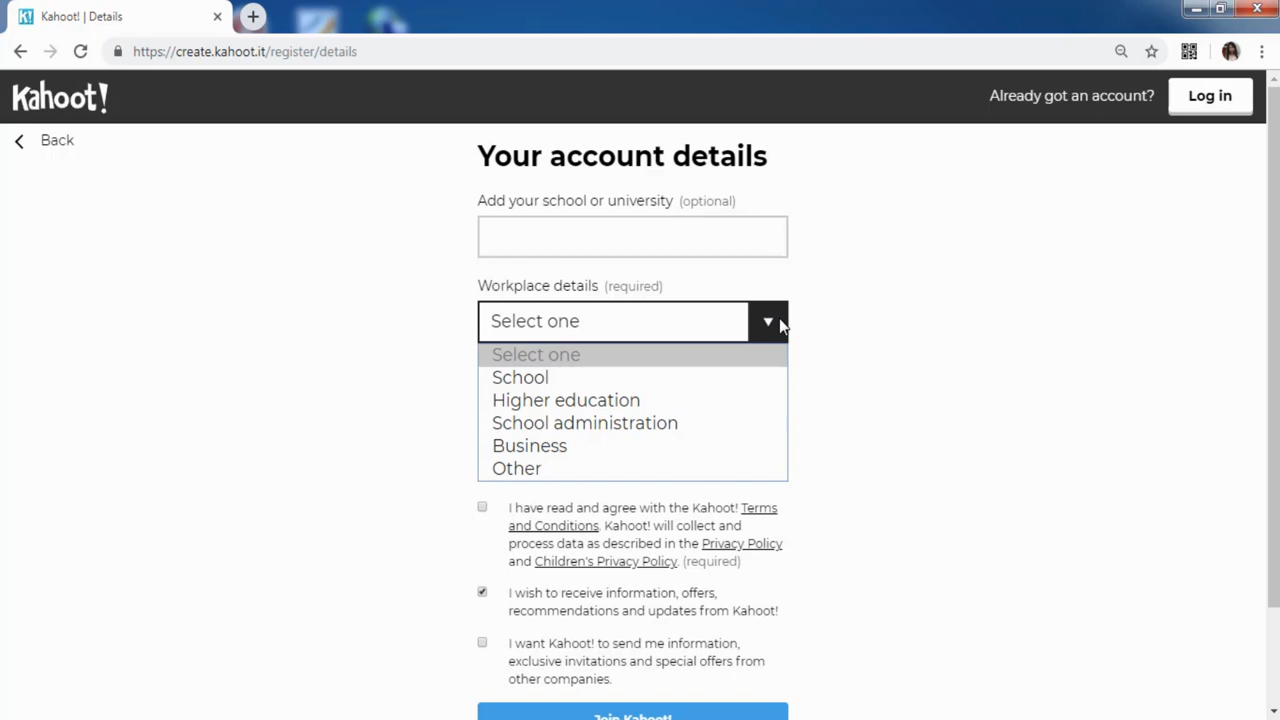 Kahoot! | Details
https://create.kahoot.it/register/details
Kahoot!
Already got an account?
Log in
Back
Your account details
Add your school or university (optional)
Workplace details (required)
Select one
Select one
School
Higher education
School administration
Business
Other
I have read and agree with the Kahoot! Terms
and Conditions. Kahoot! will collect and
process data as described in the Privacy Policy
and Children's Privacy Policy. (required)
I wish to receive information, offers,
recommendations and updates from Kahoot!
I want Kahoot! to send me information,
exclusive invitations and special offers from
other companies.
Join Kahoot!